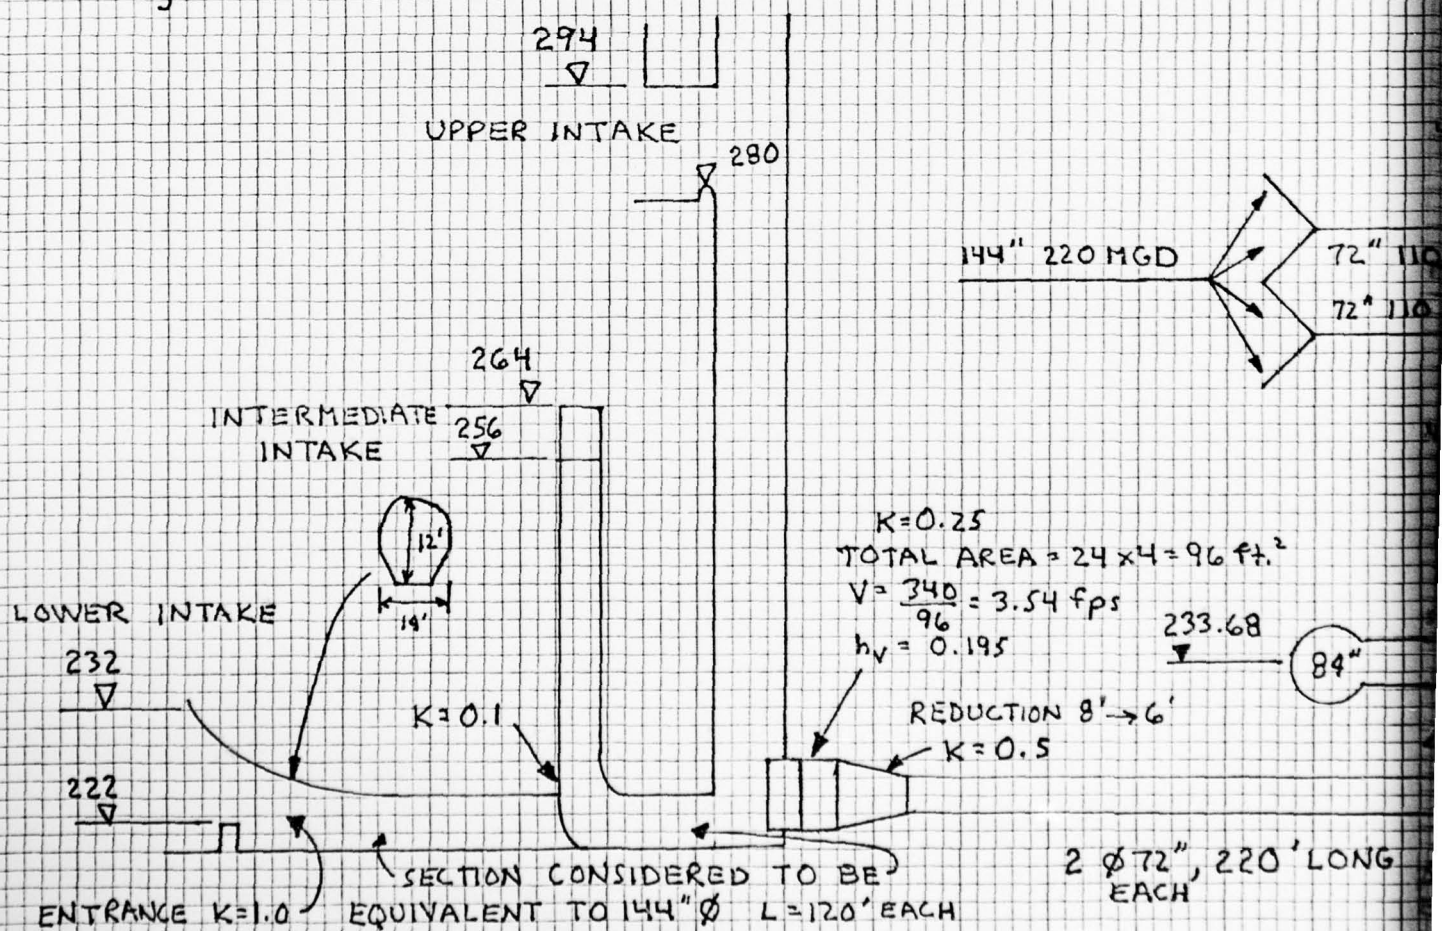 294
UPPER INTAKE
280
144" 220 MGD
72" 110
72" 110
264
INTERMEDIATE
INTAKE
256
12'
14'
K=0.25
TOTAL AREA = 24 x 4 = 96 ft.²
V = 340/96 = 3.54 fps
hv = 0.195
LOWER INTAKE
232
233.68
84"
K=0.1
REDUCTION 8' → 6'
K=0.5
222
SECTION CONSIDERED TO BE
EQUIVALENT TO 144" Ø L=120' EACH
ENTRANCE K=1.0
2 Ø 72", 220' LONG
EACH